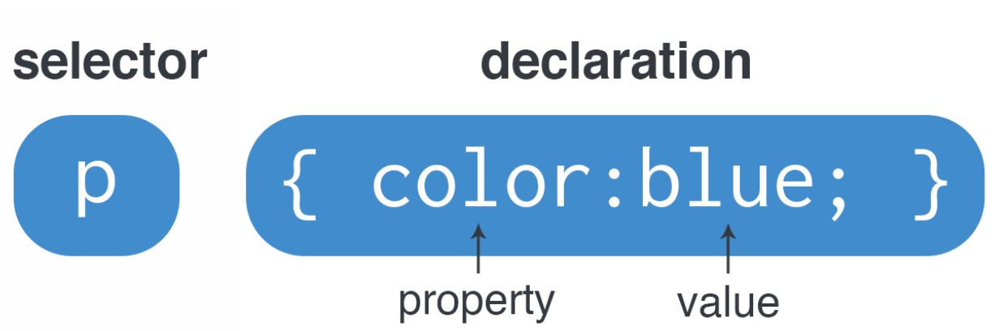 selector declaration
p { color:blue; }
property value